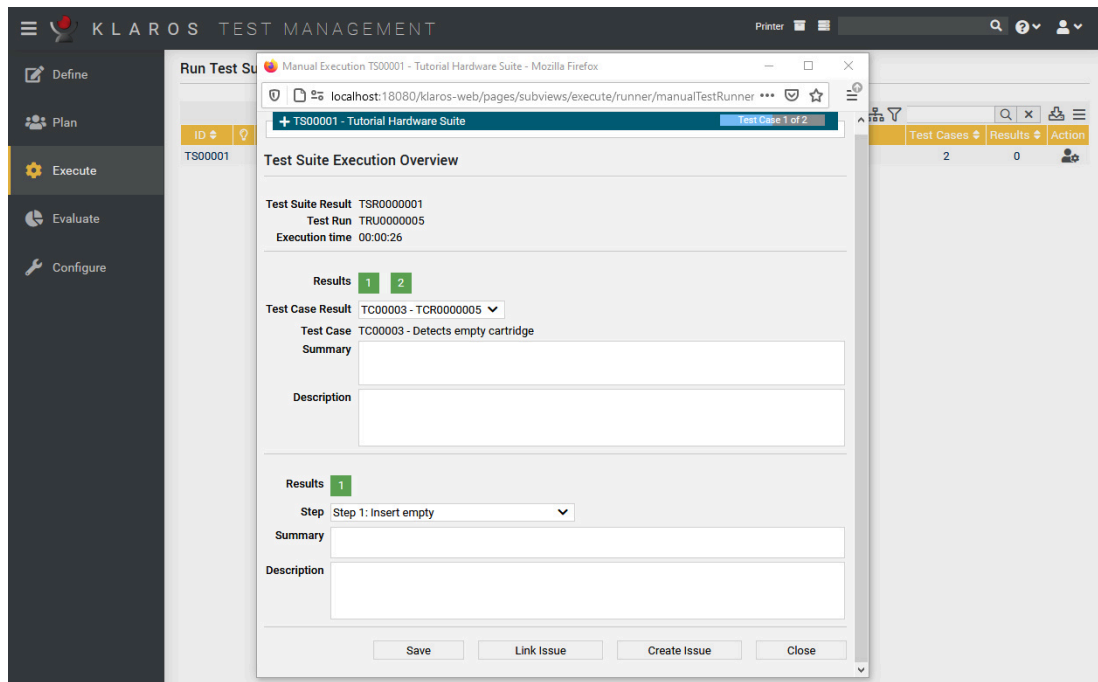 KLAROS TEST MANAGEMENT
Printer
Define
Plan
Execute
Evaluate
Configure
Run Test Su
ID
Test Cases
Results
Action
TS00001
2
0
Manual Execution TS00001 - Tutorial Hardware Suite - Mozilla Firefox
localhost:18080/klaros-web/pages/subviews/execute/runner/manualTestRunner
TS00001 - Tutorial Hardware Suite
Test Case 1 of 2
Test Suite Execution Overview
Test Suite Result TSR0000001
Test Run TRU0000005
Execution time 00:00:26
Results 1 2
Test Case Result TC00003 - TCR0000005
Test Case TC00003 - Detects empty cartridge
Summary
Description
Results 1
Step Step 1: Insert empty
Summary
Description
Save Link Issue Create Issue Close